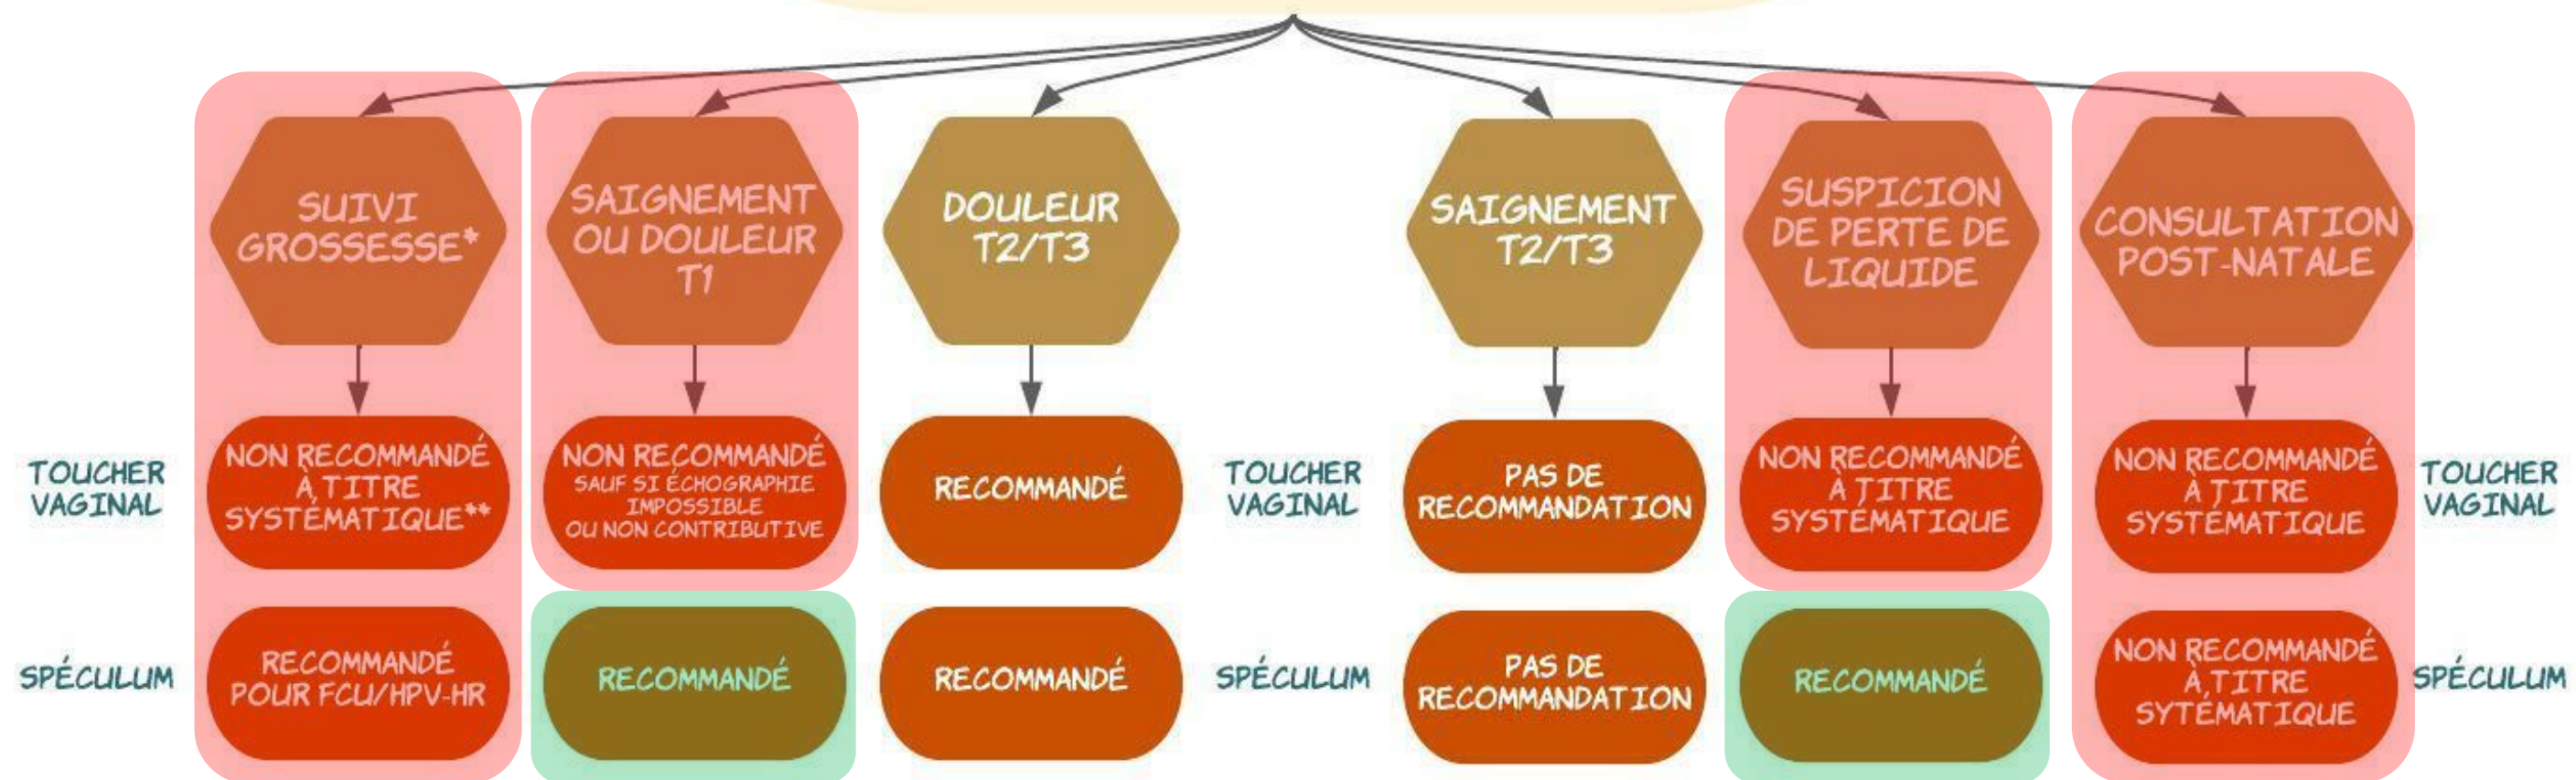 SUIVI
GROSSESSE*
SAIGNEMENT
OU DOULEUR
T1
DOULEUR
T2/T3
SAIGNEMENT
T2/T3
SUSPICION
DE PERTE DE
LIQUIDE
CONSULTATION
POST-NATALE
TOUCHER
VAGINAL
NON RECOMMANDÉ
À TITRE
SYSTÉMATIQUE**
NON RECOMMANDÉ
SAUF SI ÉCHOGRAPHIE
IMPOSSIBLE
OU NON CONTRIBUTIVE
RECOMMANDÉ
TOUCHER
VAGINAL
PAS DE
RECOMMANDATION
NON RECOMMANDÉ
À TITRE
SYSTÉMATIQUE
NON RECOMMANDÉ
À TITRE
SYSTÉMATIQUE
TOUCHER
VAGINAL
SPÉCULUM
RECOMMANDÉ
POUR FCU/HPV-HR
RECOMMANDÉ
RECOMMANDÉ
SPÉCULUM
PAS DE
RECOMMANDATION
RECOMMANDÉ
NON RECOMMANDÉ
À TITRE
SYTÉMATIQUE
SPÉCULUM